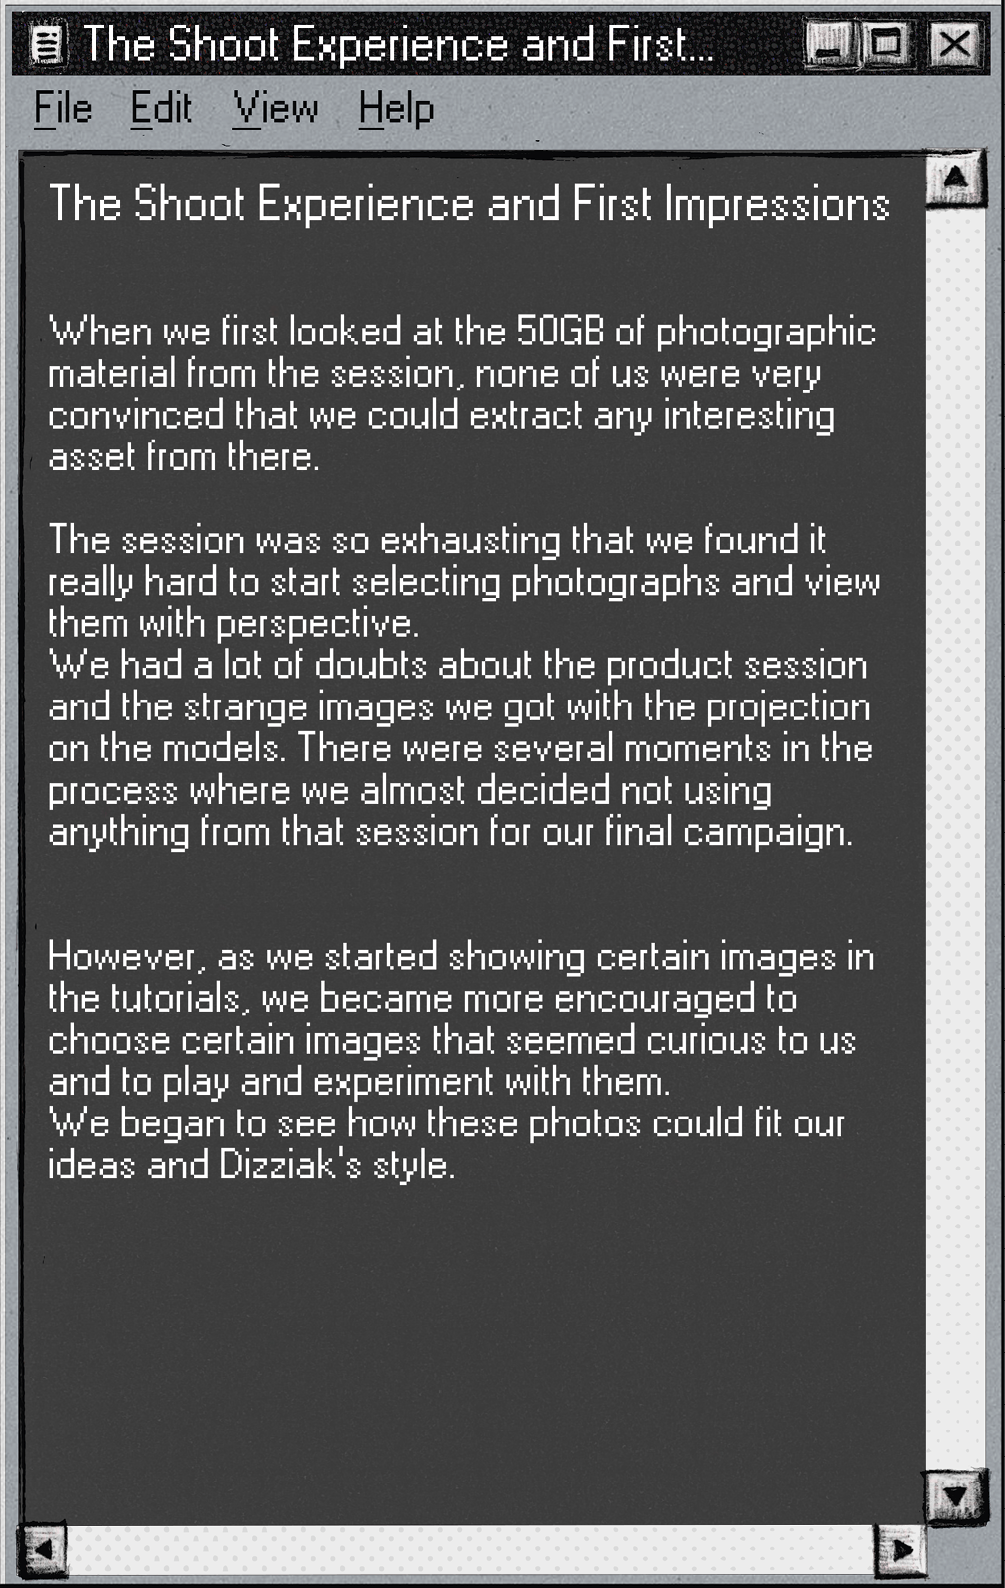 The Shoot Experience and First...
File Edit View Help
The Shoot Experience and First Impressions
When we first looked at the 50GB of photographic
material from the session, none of us were very
convinced that we could extract any interesting
asset from there.
The session was so exhausting that we found it
really hard to start selecting photographs and view
them with perspective.
We had a lot of doubts about the product session
and the strange images we got with the projection
on the models. There were several moments in the
process where we almost decided not using
anything from that session for our final campaign.
However, as we started showing certain images in
the tutorials, we became more encouraged to
choose certain images that seemed curious to us
and to play and experiment with them.
We began to see how these photos could fit our
ideas and Dizziak's style.